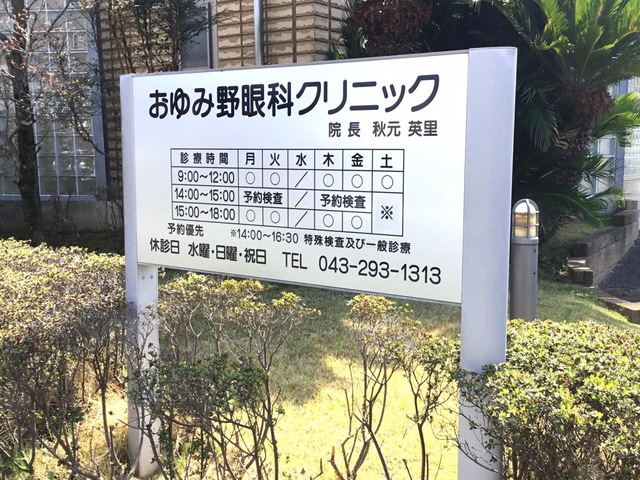 おゆみ野眼科クリニック
院長 秋元 英里
診療時間 月 火 水 木 金 土
9:00〜12:00 ○ ○ ／ ○ ○ ○
14:00〜15:00 予約検査 ／ 予約検査 ※
15:00〜18:00 ○ ○ ／ ○ ○
予約優先 ※14:00〜16:30 特殊検査及び一般診療
休診日 水曜・日曜・祝日 TEL 043-293-1313